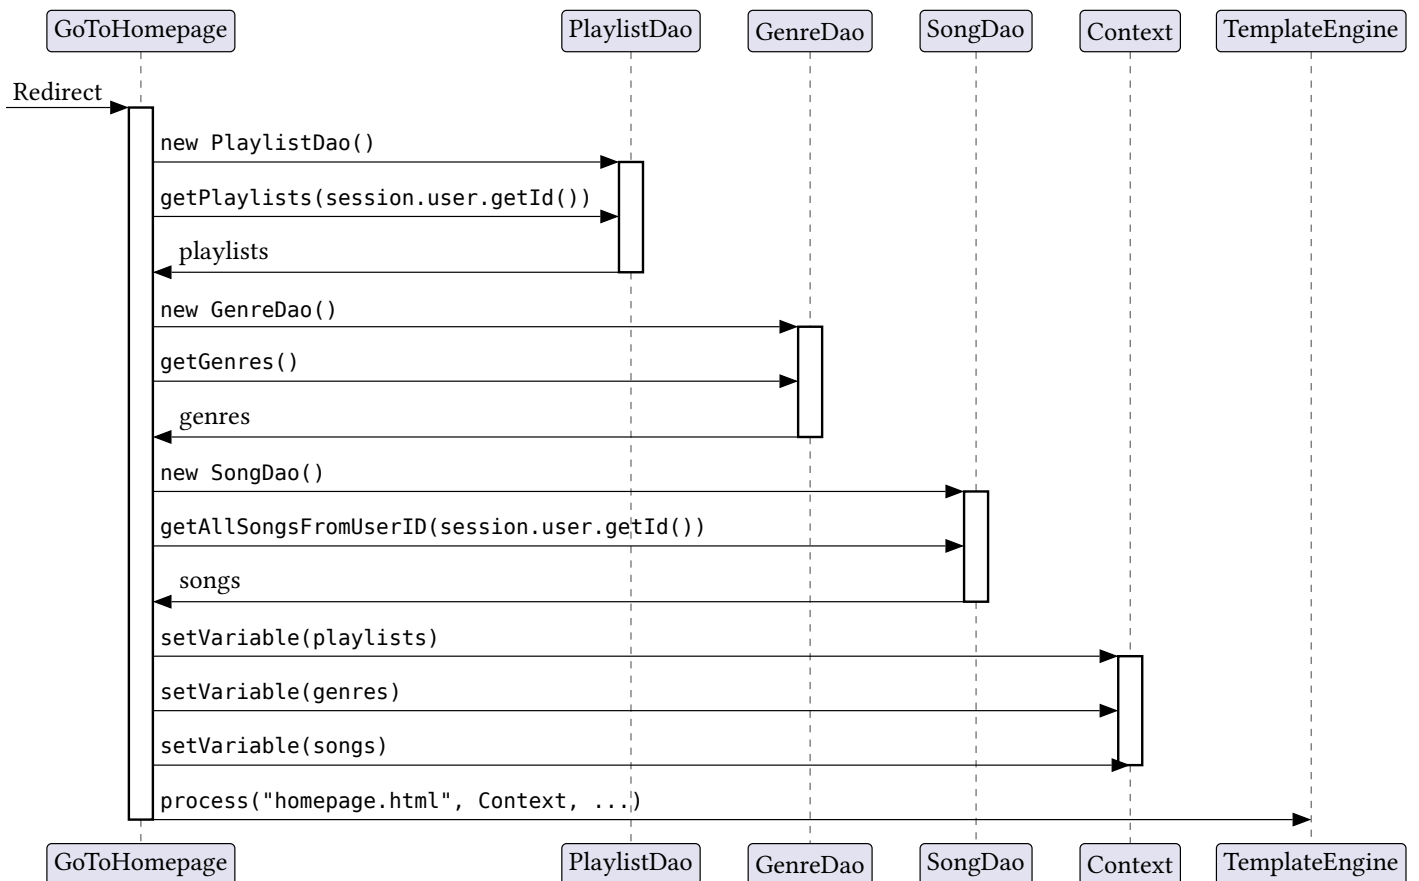 GoToHomepage PlaylistDao GenreDao SongDao Context TemplateEngine
Redirect
new PlaylistDao()
getPlaylists(session.user.getId())
playlists
new GenreDao()
getGenres()
genres
new SongDao()
getAllSongsFromUserID(session.user.getId())
songs
setVariable(playlists)
setVariable(genres)
setVariable(songs)
process("homepage.html", Context, ...)
GoToHomepage PlaylistDao GenreDao SongDao Context TemplateEngine